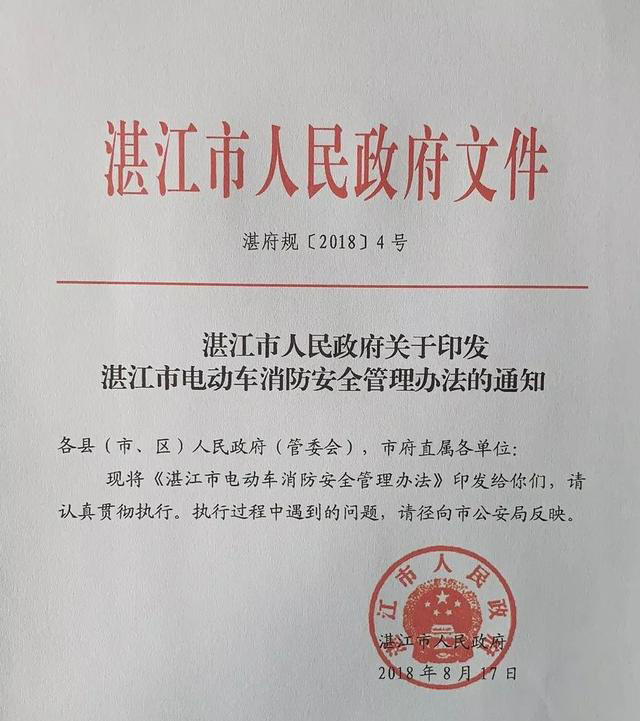 湛江市人民政府文件
湛府规〔2018〕4号
湛江市人民政府关于印发
湛江市电动车消防安全管理办法的通知
各县（市、区）人民政府（管委会），市府直属各单位：
现将《湛江市电动车消防安全管理办法》印发给你们，请
认真贯彻执行。执行过程中遇到的问题，请径向市公安局反映。
湛江市人民政府
湛江市人民政府
2018年8月17日